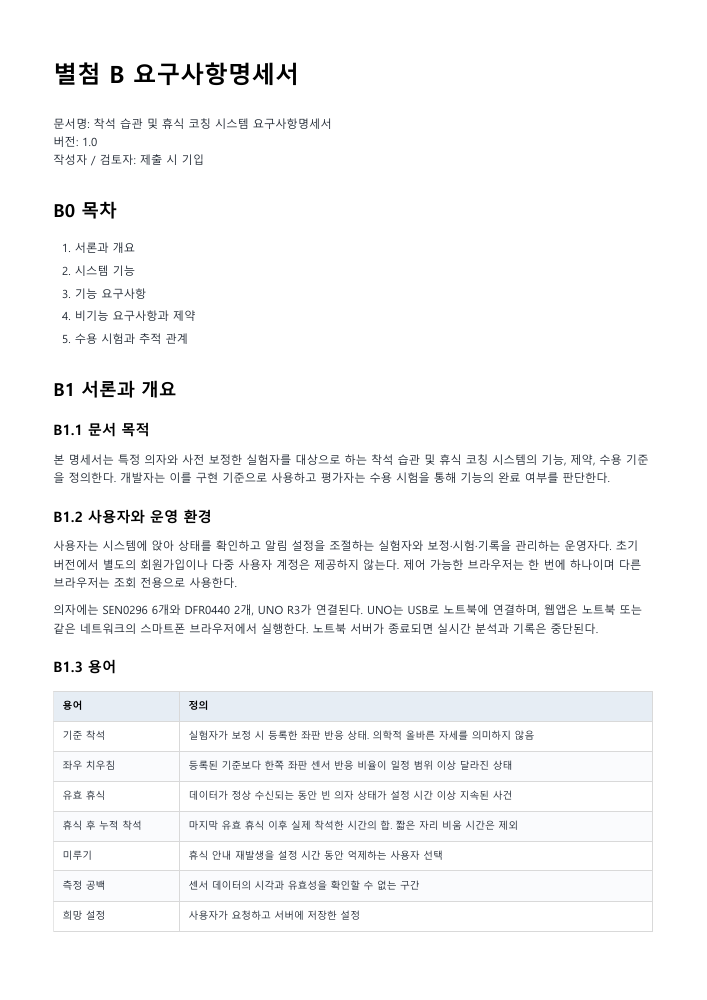 별첨 B 요구사항명세서
문서명: 착석 습관 및 휴식 코칭 시스템 요구사항명세서
버전: 1.0
작성자 / 검토자: 제출 시 기입
B0 목차
1. 서론과 개요
2. 시스템 기능
3. 기능 요구사항
4. 비기능 요구사항과 제약
5. 수용 시험과 추적 관계
B1 서론과 개요
B1.1 문서 목적
본 명세서는 특정 의자와 사전 보정한 실험자를 대상으로 하는 착석 습관 및 휴식 코칭 시스템의 기능, 제약, 수용 기준
을 정의한다. 개발자는 이를 구현 기준으로 사용하고 평가자는 수용 시험을 통해 기능의 완료 여부를 판단한다.
B1.2 사용자와 운영 환경
사용자는 시스템에 앉아 상태를 확인하고 알림 설정을 조절하는 실험자와 보정·시험·기록을 관리하는 운영자다. 초기
버전에서 별도의 회원가입이나 다중 사용자 계정은 제공하지 않는다. 제어 가능한 브라우저는 한 번에 하나이며 다른
브라우저는 조회 전용으로 사용한다.
의자에는 SEN0296 6개와 DFR0440 2개, UNO R3가 연결된다. UNO는 USB로 노트북에 연결하며, 웹앱은 노트북 또는
같은 네트워크의 스마트폰 브라우저에서 실행한다. 노트북 서버가 종료되면 실시간 분석과 기록은 중단된다.
B1.3 용어
용어 정의
기준 착석 실험자가 보정 시 등록한 좌판 반응 상태. 의학적 올바른 자세를 의미하지 않음
좌우 치우침 등록된 기준보다 한쪽 좌판 센서 반응 비율이 일정 범위 이상 달라진 상태
유효 휴식 데이터가 정상 수신되는 동안 빈 의자 상태가 설정 시간 이상 지속된 사건
휴식 후 누적 착석 마지막 유효 휴식 이후 실제 착석한 시간의 합. 짧은 자리 비움 시간은 제외
미루기 휴식 안내 재발생을 설정 시간 동안 억제하는 사용자 선택
측정 공백 센서 데이터의 시각과 유효성을 확인할 수 없는 구간
희망 설정 사용자가 요청하고 서버에 저장한 설정